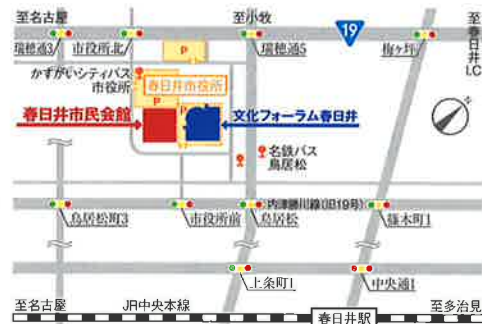 至名古屋
至小牧
19
至春日井I.C
瑞穂通3
市役所北
P
瑞穂通5
梅ヶ坪
かすがいシティバス
市役所
春日井市役所
P
P
春日井市民会館
文化フォーラム春日井
名鉄バス
鳥居松
内津勝川線(旧19号)
鳥居松町3
市役所前
鳥居松
篠木町1
上条町1
中央通1
至名古屋
JR中央本線
春日井駅
至多治見